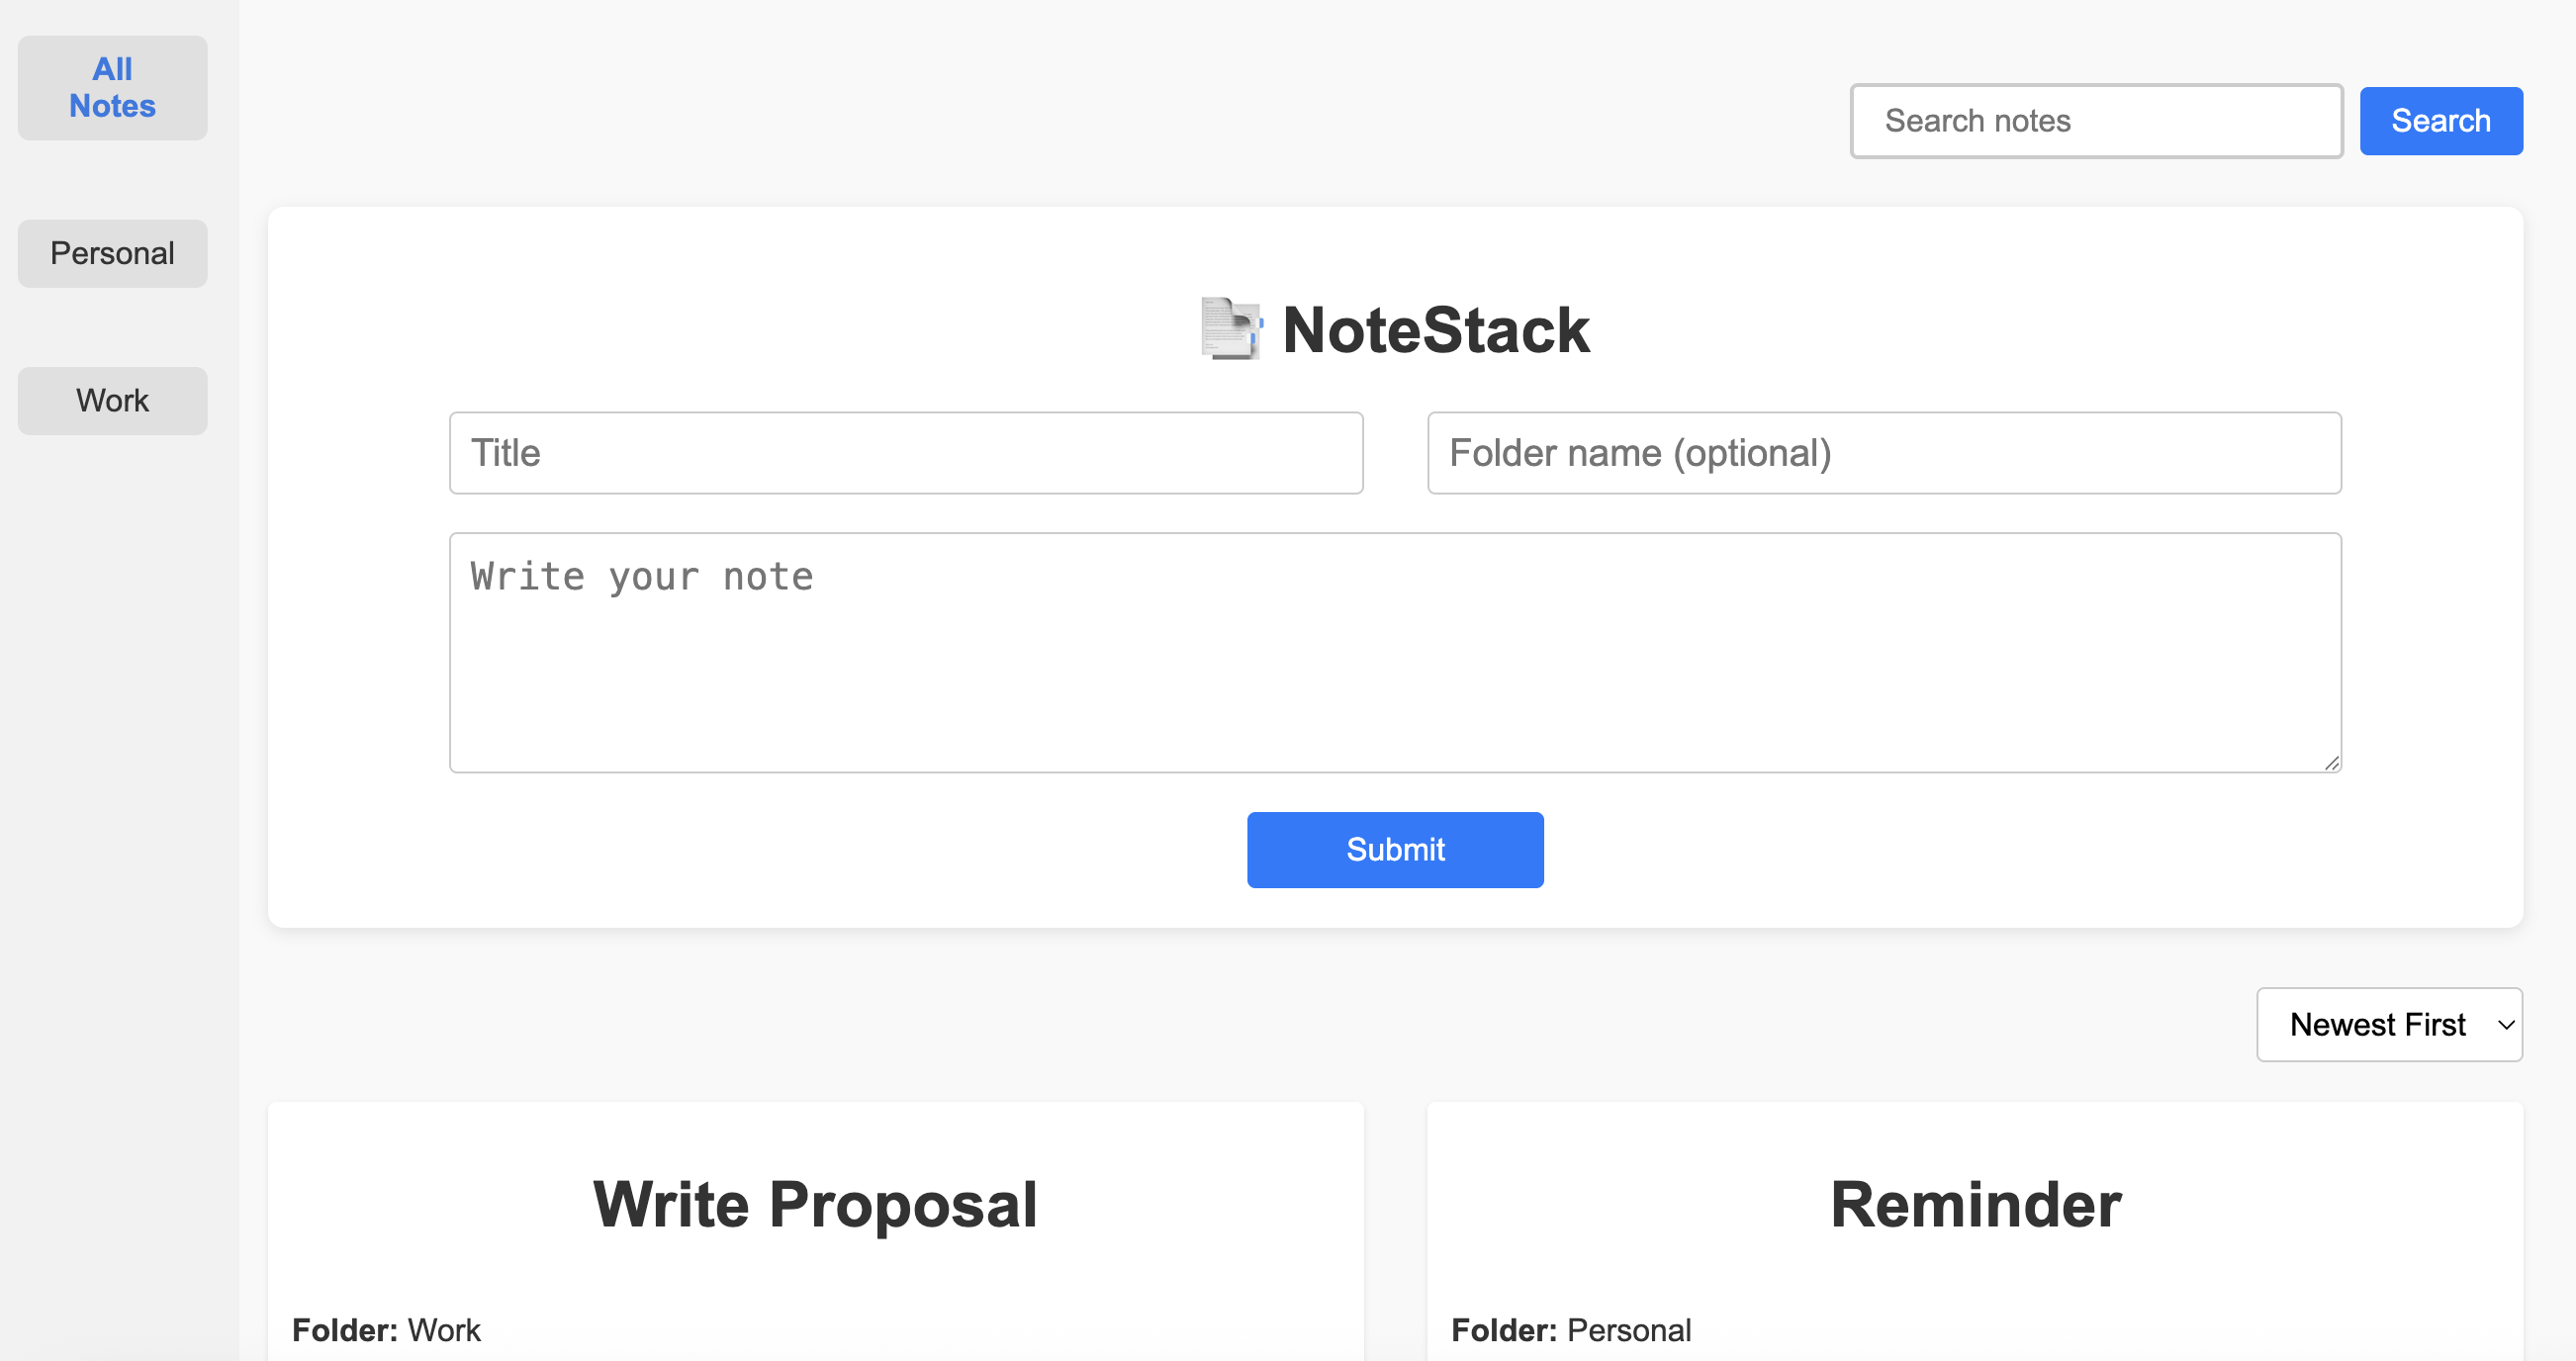 All
Notes
Personal
Work
Search notes
Search
NoteStack
Title
Folder name (optional)
Write your note
Submit
Newest First
Write Proposal
Folder: Work
Reminder
Folder: Personal